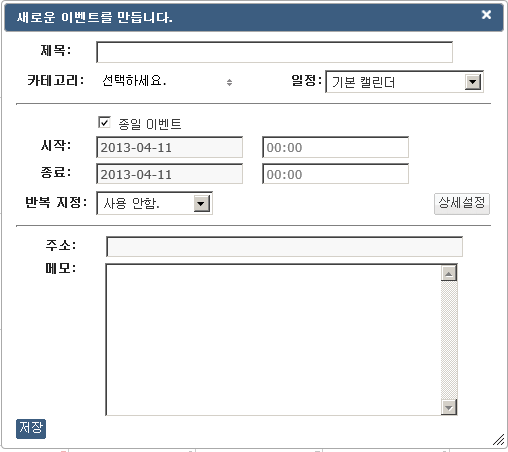 새로운 이벤트를 만듭니다.
제목:
카테고리: 선택하세요. 일정: 기본 캘린더
종일 이벤트
시작: 2013-04-11 00:00
종료: 2013-04-11 00:00
반복 지정: 사용 안함. 상세설정
주소:
메모:
저장